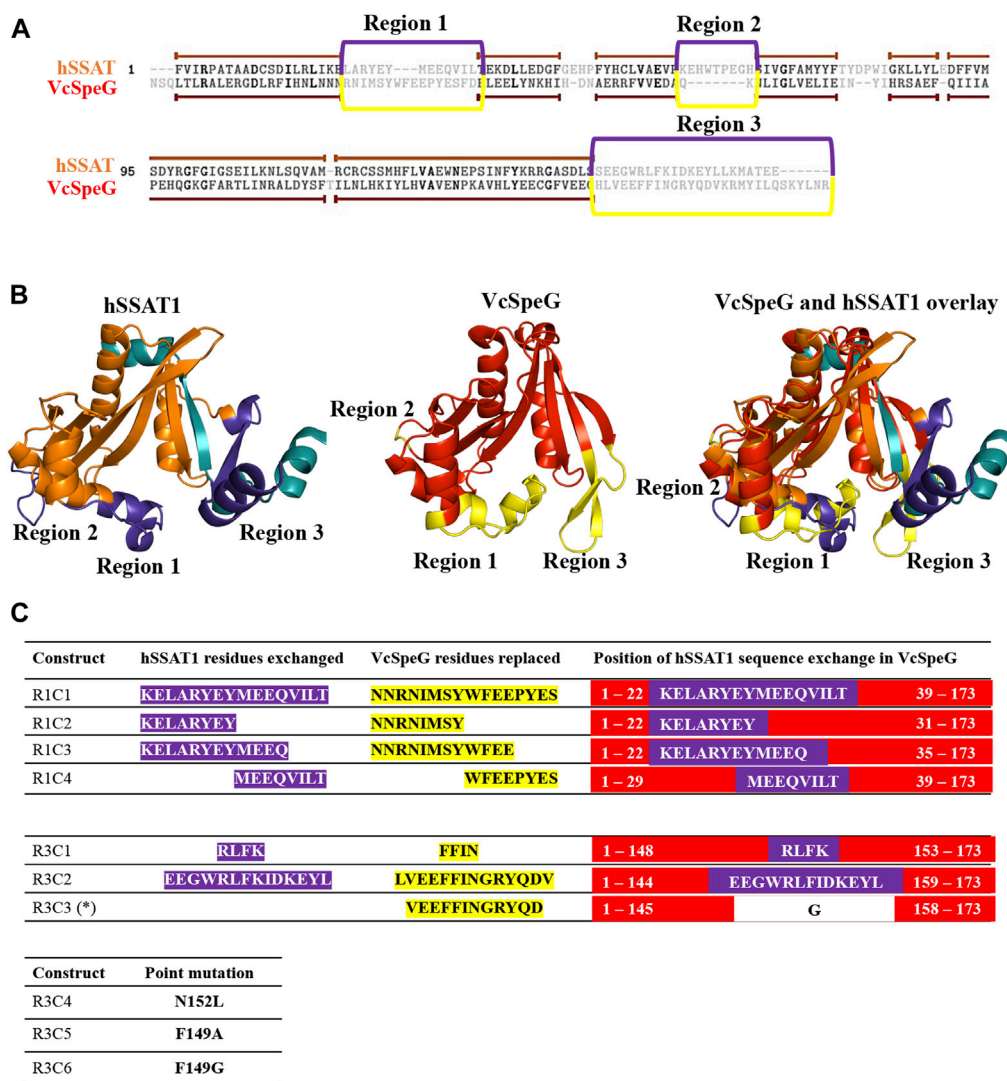 A
Region 1
Region 2
hSSAT 1 --FVIRPATAADCSDILRLIKELARYEY---MEEQVILTEKDLLEDGFGEHPFYHCLVAEVPKEHWTPEGHSIVGFAMYYFTYDPWIGKLLYLEDFFVM
VcSpeG NSQLTLRALERGDLRFIHNLNNNRNIMSYWFEEPYESFDELEELYNKHIH-DNAERRFVVEDAQ------KNLIGLVELIEIN-YIHRSAEF-QIIIA
Region 3
hSSAT 95 SDYRGFGIGSEILKNLSQVAM-RCRCSSMHFLVAEWNEPSINFYKRRGASDLSSEEGWRLFKIDKEYLLKMATEE------
VcSpeG PEHQGKGFARTLINRALDYSFTILNLHKIYLHVAVENPKAVHLYEECGFVEEGHLVEEFFINGRYQDVKRMYILQSKYLNR
B
hSSAT1
VcSpeG
VcSpeG and hSSAT1 overlay
Region 2
Region 1
Region 3
Region 2
Region 1
Region 3
Region 2
Region 1
Region 3
C
Construct hSSAT1 residues exchanged VcSpeG residues replaced Position of hSSAT1 sequence exchange in VcSpeG
R1C1 KELARYEYMEEQVILT NNRNIMSYWFEEPYES 1 – 22 KELARYEYMEEQVILT 39 – 173
R1C2 KELARYEY NNRNIMSY 1 – 22 KELARYEY 31 – 173
R1C3 KELARYEYMEEQ NNRNIMSYWFEE 1 – 22 KELARYEYMEEQ 35 – 173
R1C4 MEEQVILT WFEEPYES 1 – 29 MEEQVILT 39 – 173
R3C1 RLFK FFIN 1 – 148 RLFK 153 – 173
R3C2 EEGWRLFKIDKEYL LVEEFFINGRYQDV 1 – 144 EEGWRLFIDKEYL 159 – 173
R3C3 (*) VEEFFINGRYQD 1 – 145 G 158 – 173
Construct Point mutation
R3C4 N152L
R3C5 F149A
R3C6 F149G